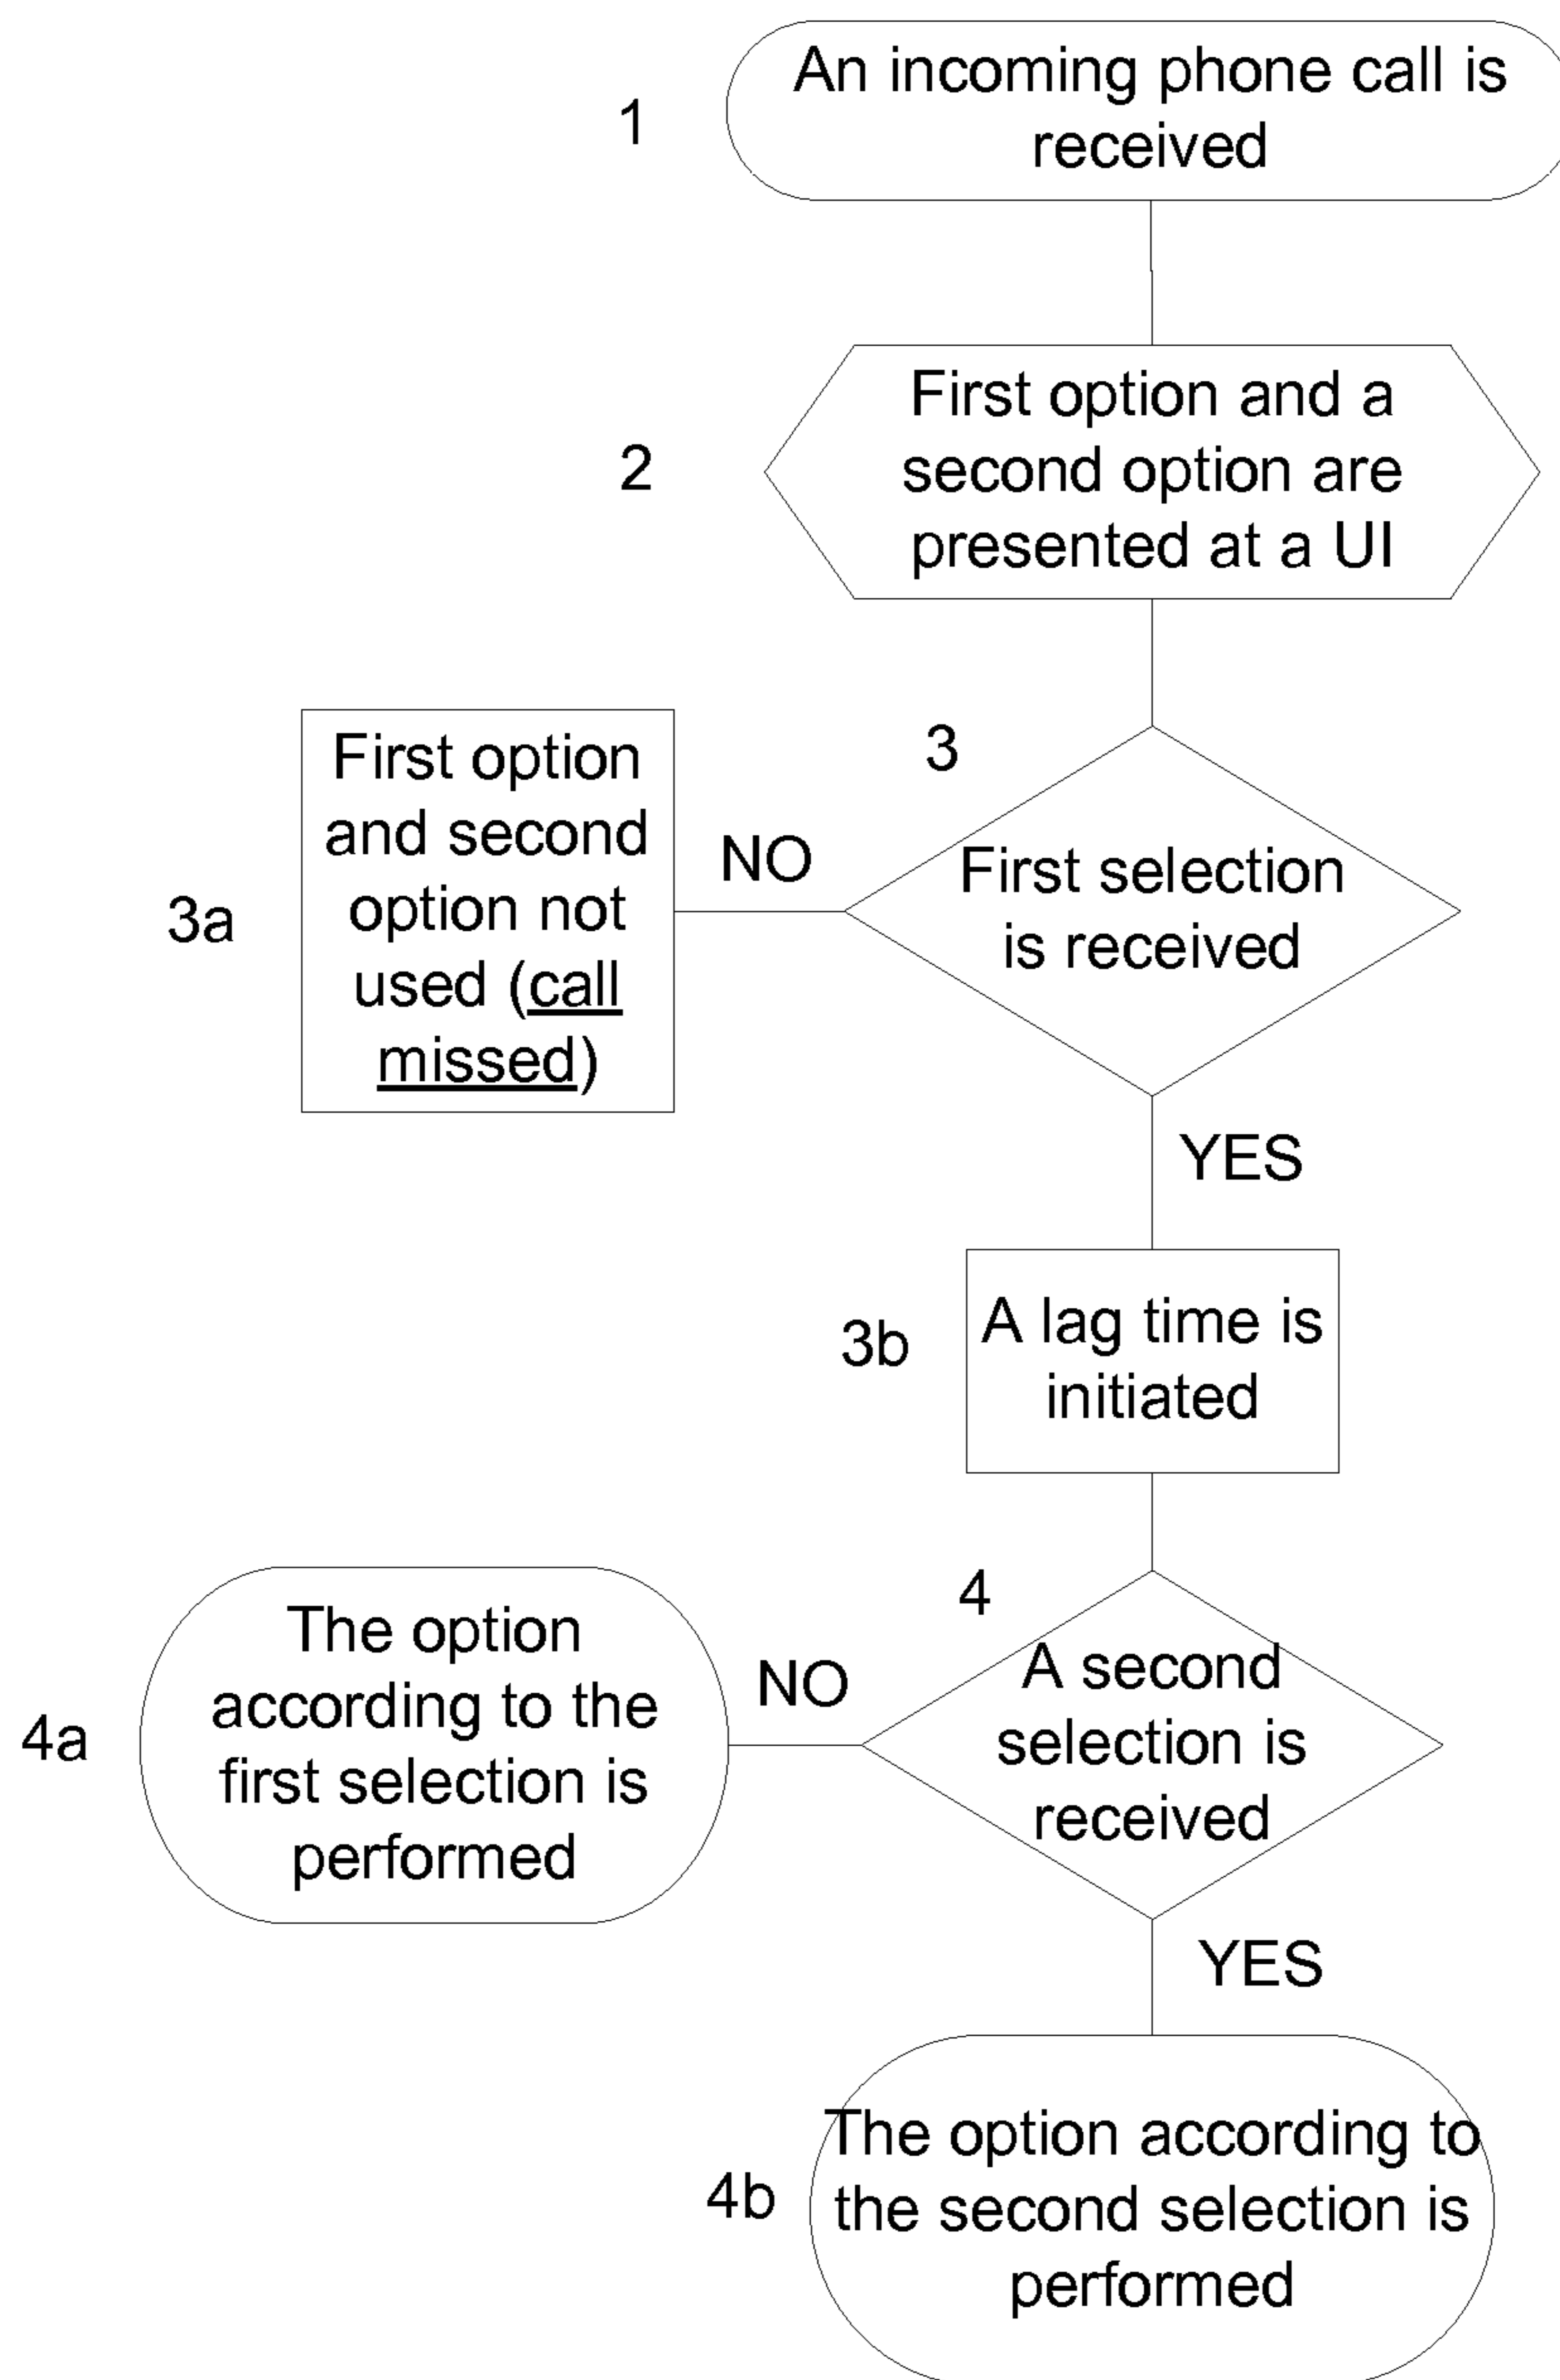 1
An incoming phone call is
received
2
First option and a
second option are
presented at a UI
3
First selection
is received
NO
3a
First option
and second
option not
used (call
missed)
YES
3b
A lag time is
initiated
4
A second
selection is
received
NO
4a
The option
according to the
first selection is
performed
YES
4b
The option according to
the second selection is
performed